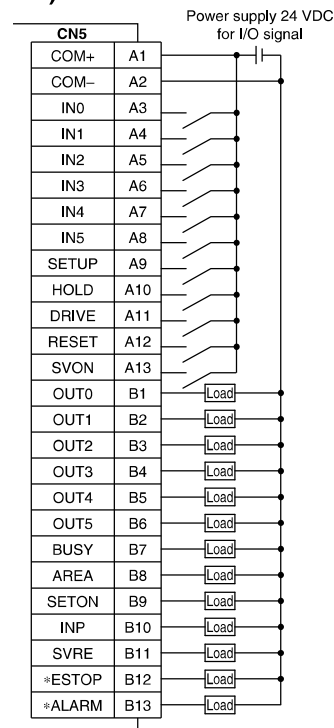 Power supply 24 VDC
for I/O signal
CN5
COM+ A1
COM– A2
IN0 A3
IN1 A4
IN2 A5
IN3 A6
IN4 A7
IN5 A8
SETUP A9
HOLD A10
DRIVE A11
RESET A12
SVON A13
OUT0 B1 Load
OUT1 B2 Load
OUT2 B3 Load
OUT3 B4 Load
OUT4 B5 Load
OUT5 B6 Load
BUSY B7 Load
AREA B8 Load
SETON B9 Load
INP B10 Load
SVRE B11 Load
*ESTOP B12 Load
*ALARM B13 Load